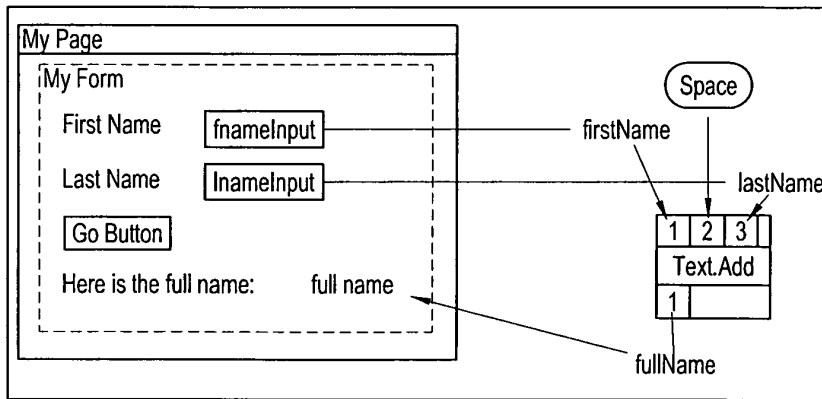 My Page
My Form
Space
First Name fnameInput firstName
Last Name lnameInput lastName
1 2 3
Go Button
Text.Add
Here is the full name: full name
1
fullName